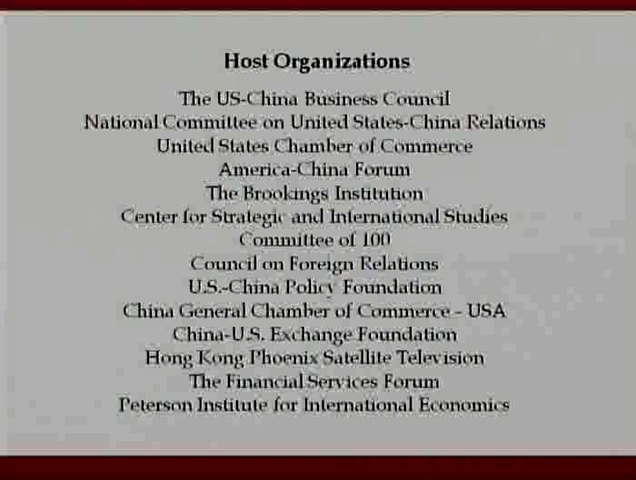 Host Organizations
The US-China Business Council
National Committee on United States-China Relations
United States Chamber of Commerce
America-China Forum
The Brookings Institution
Center for Strategic and International Studies
Committee of 100
Council on Foreign Relations
U.S.-China Policy Foundation
China General Chamber of Commerce - USA
China-U.S. Exchange Foundation
Hong Kong Phoenix Satellite Television
The Financial Services Forum
Peterson Institute for International Economics